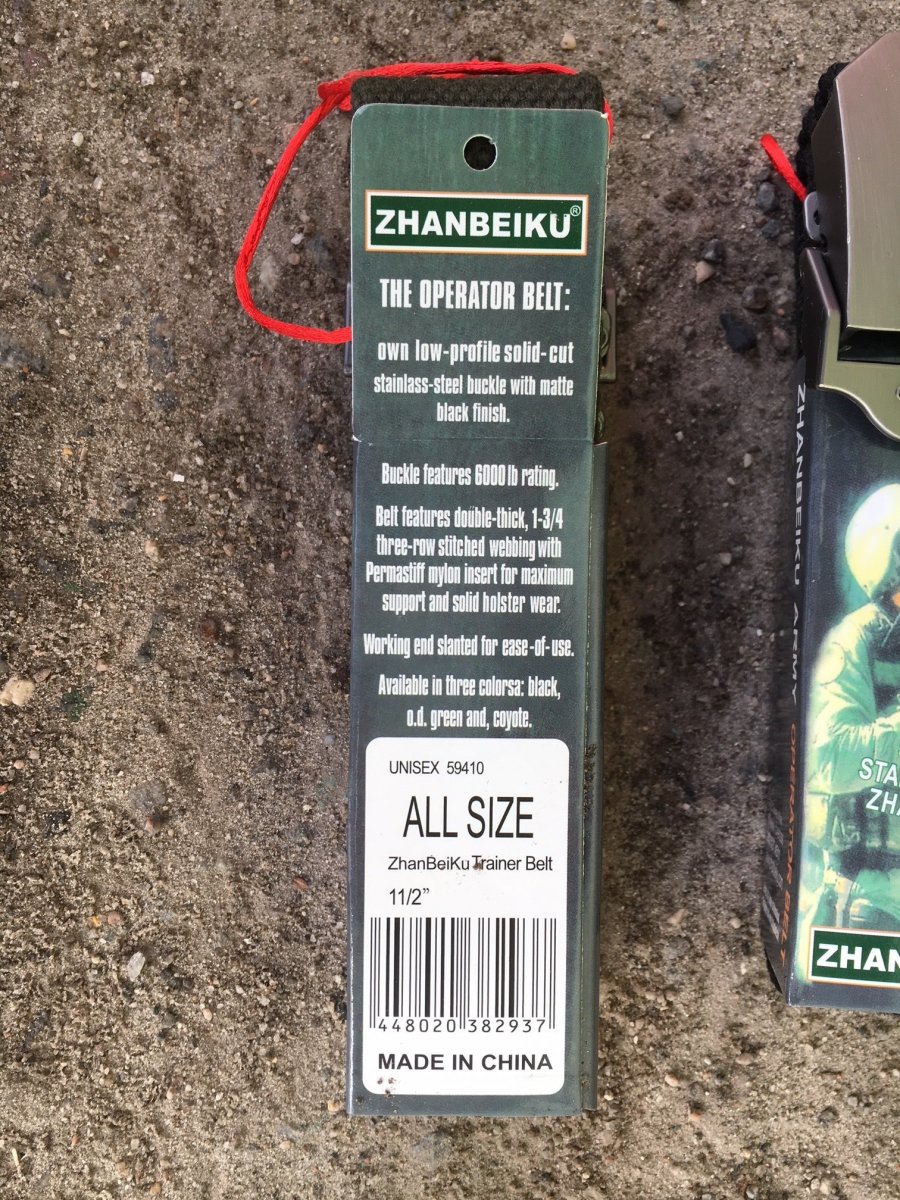 ZHANBEIKU®
THE OPERATOR BELT:
own low-profile solid-cut
stainless-steel buckle with matte
black finish.
Buckle features 6000 lb rating.
Belt features double-thick, 1-3/4
three-row stitched webbing with
Permastiff nylon insert for maximum
support and solid holster wear.
Working end slanted for ease-of-use.
Available in three colorsa: black,
o.d. green and, coyote.
UNISEX 59410
ALL SIZE
ZhanBeiKu Trainer Belt
11/2”
448020 382937
MADE IN CHINA
ZHANBEIKU ARMY OPERATOR BELT
STA
ZHA
ZHAN